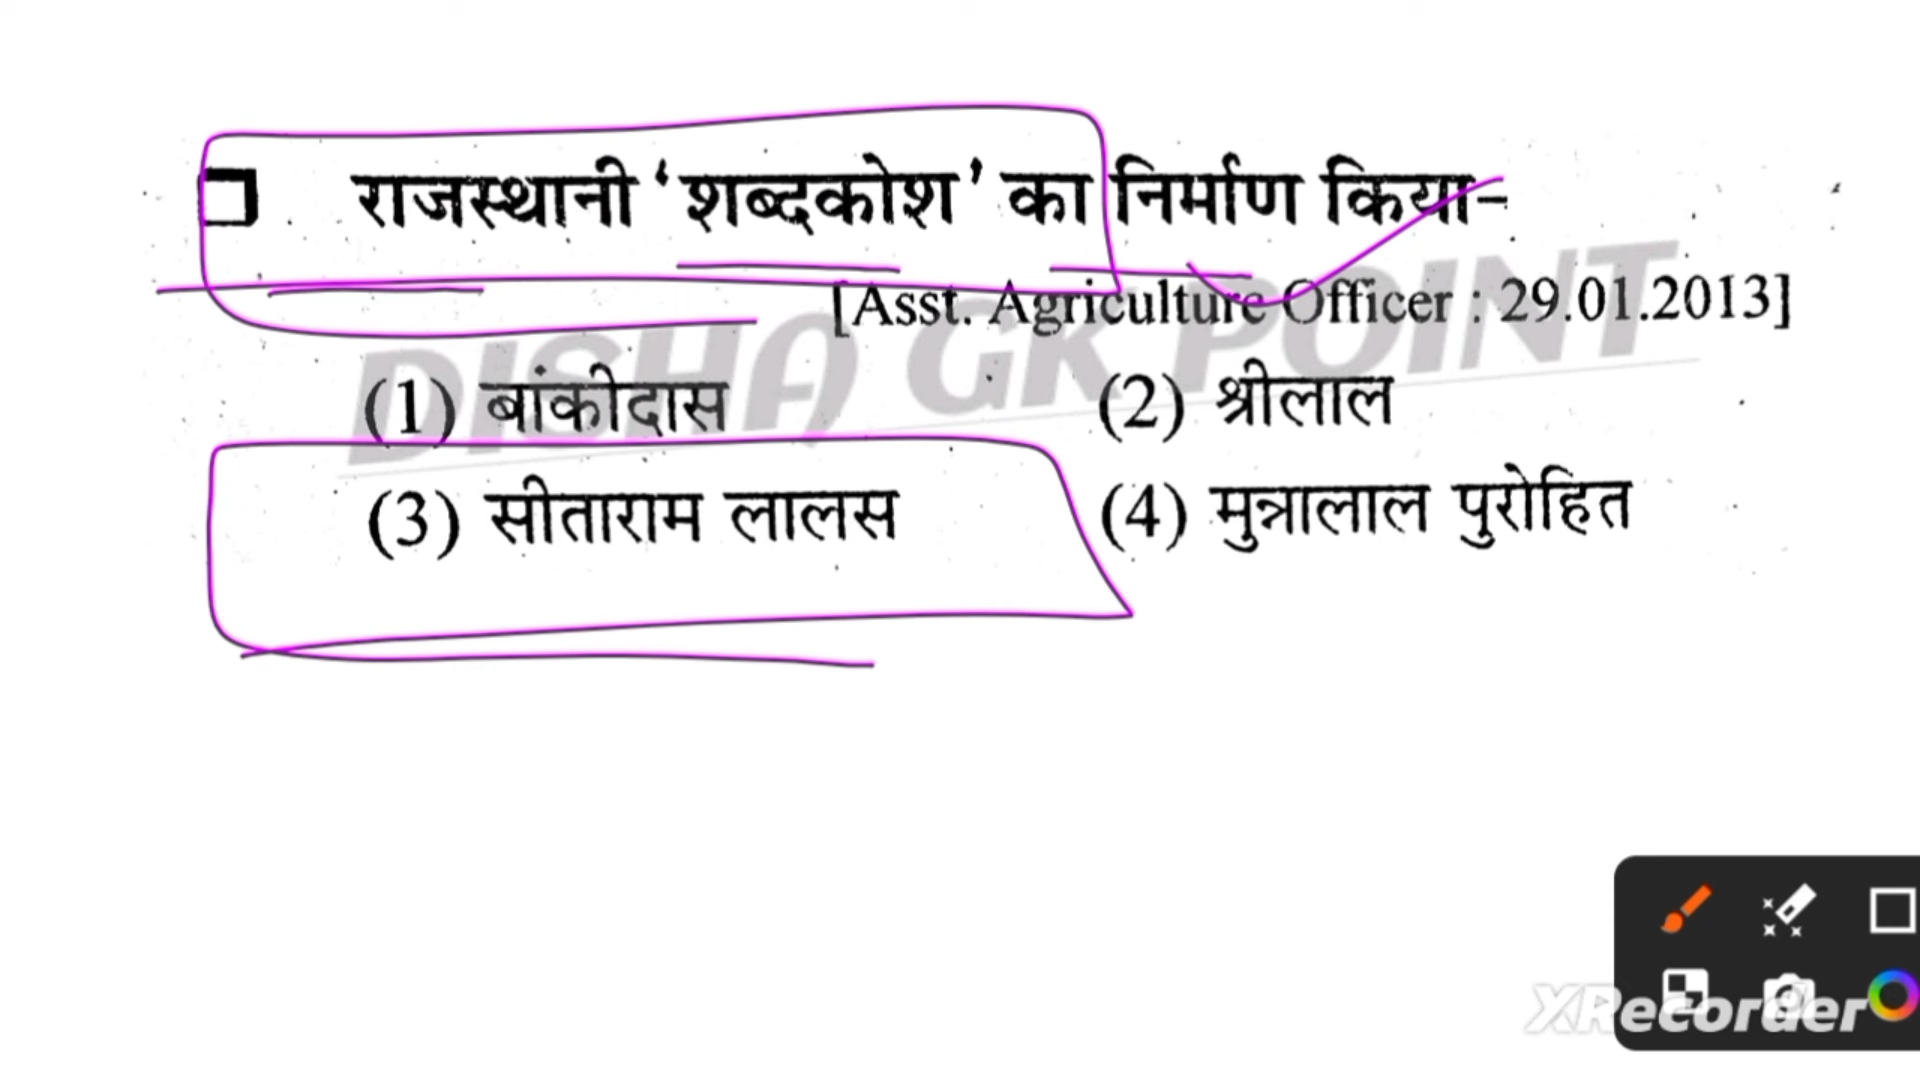 राजस्थानी ‘शब्दकोश’ का निर्माण किया–
[Asst. Agriculture Officer : 29.01.2013]
DISHA GK POINT
(1) बांकीदास (2) श्रीलाल
(3) सीताराम लालस (4) मुन्नालाल पुरोहित
XRecorder